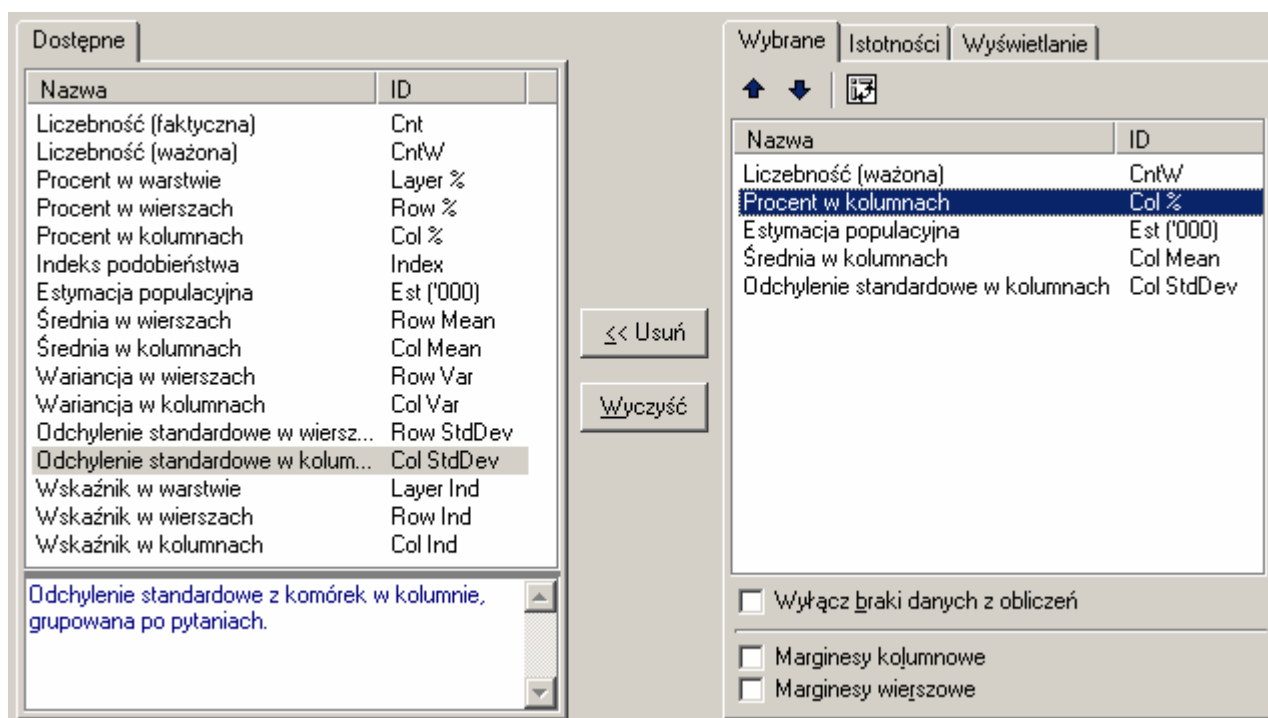 Dostępne
Nazwa ID
Liczebność (faktyczna) Cnt
Liczebność (ważona) CntW
Procent w warstwie Layer %
Procent w wierszach Row %
Procent w kolumnach Col %
Indeks podobieństwa Index
Estymacja populacyjna Est ('000)
Średnia w wierszach Row Mean
Średnia w kolumnach Col Mean
Wariancja w wierszach Row Var
Wariancja w kolumnach Col Var
Odchylenie standardowe w wiersz... Row StdDev
Odchylenie standardowe w kolum... Col StdDev
Wskaźnik w warstwie Layer Ind
Wskaźnik w wierszach Row Ind
Wskaźnik w kolumnach Col Ind
Odchylenie standardowe z komórek w kolumnie,
grupowana po pytaniach.
<< Usuń
Wyczyść
Wybrane Istotności Wyświetlanie
Nazwa ID
Liczebność (ważona) CntW
Procent w kolumnach Col %
Estymacja populacyjna Est ('000)
Średnia w kolumnach Col Mean
Odchylenie standardowe w kolumnach Col StdDev
Wyłącz braki danych z obliczeń
Marginesy kolumnowe
Marginesy wierszowe